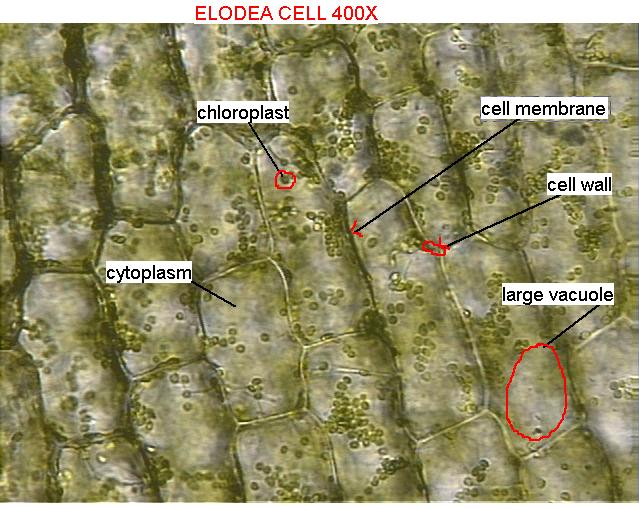 ELODEA CELL 400X
chloroplast
cell membrane
cell wall
cytoplasm
large vacuole